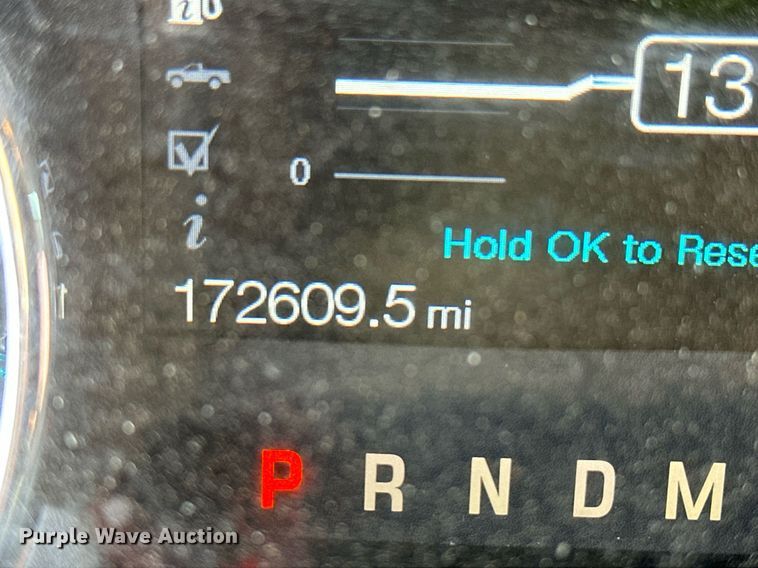 13
0
Hold OK to Rese
172609.5 mi
P R N D M
Purple Wave Auction